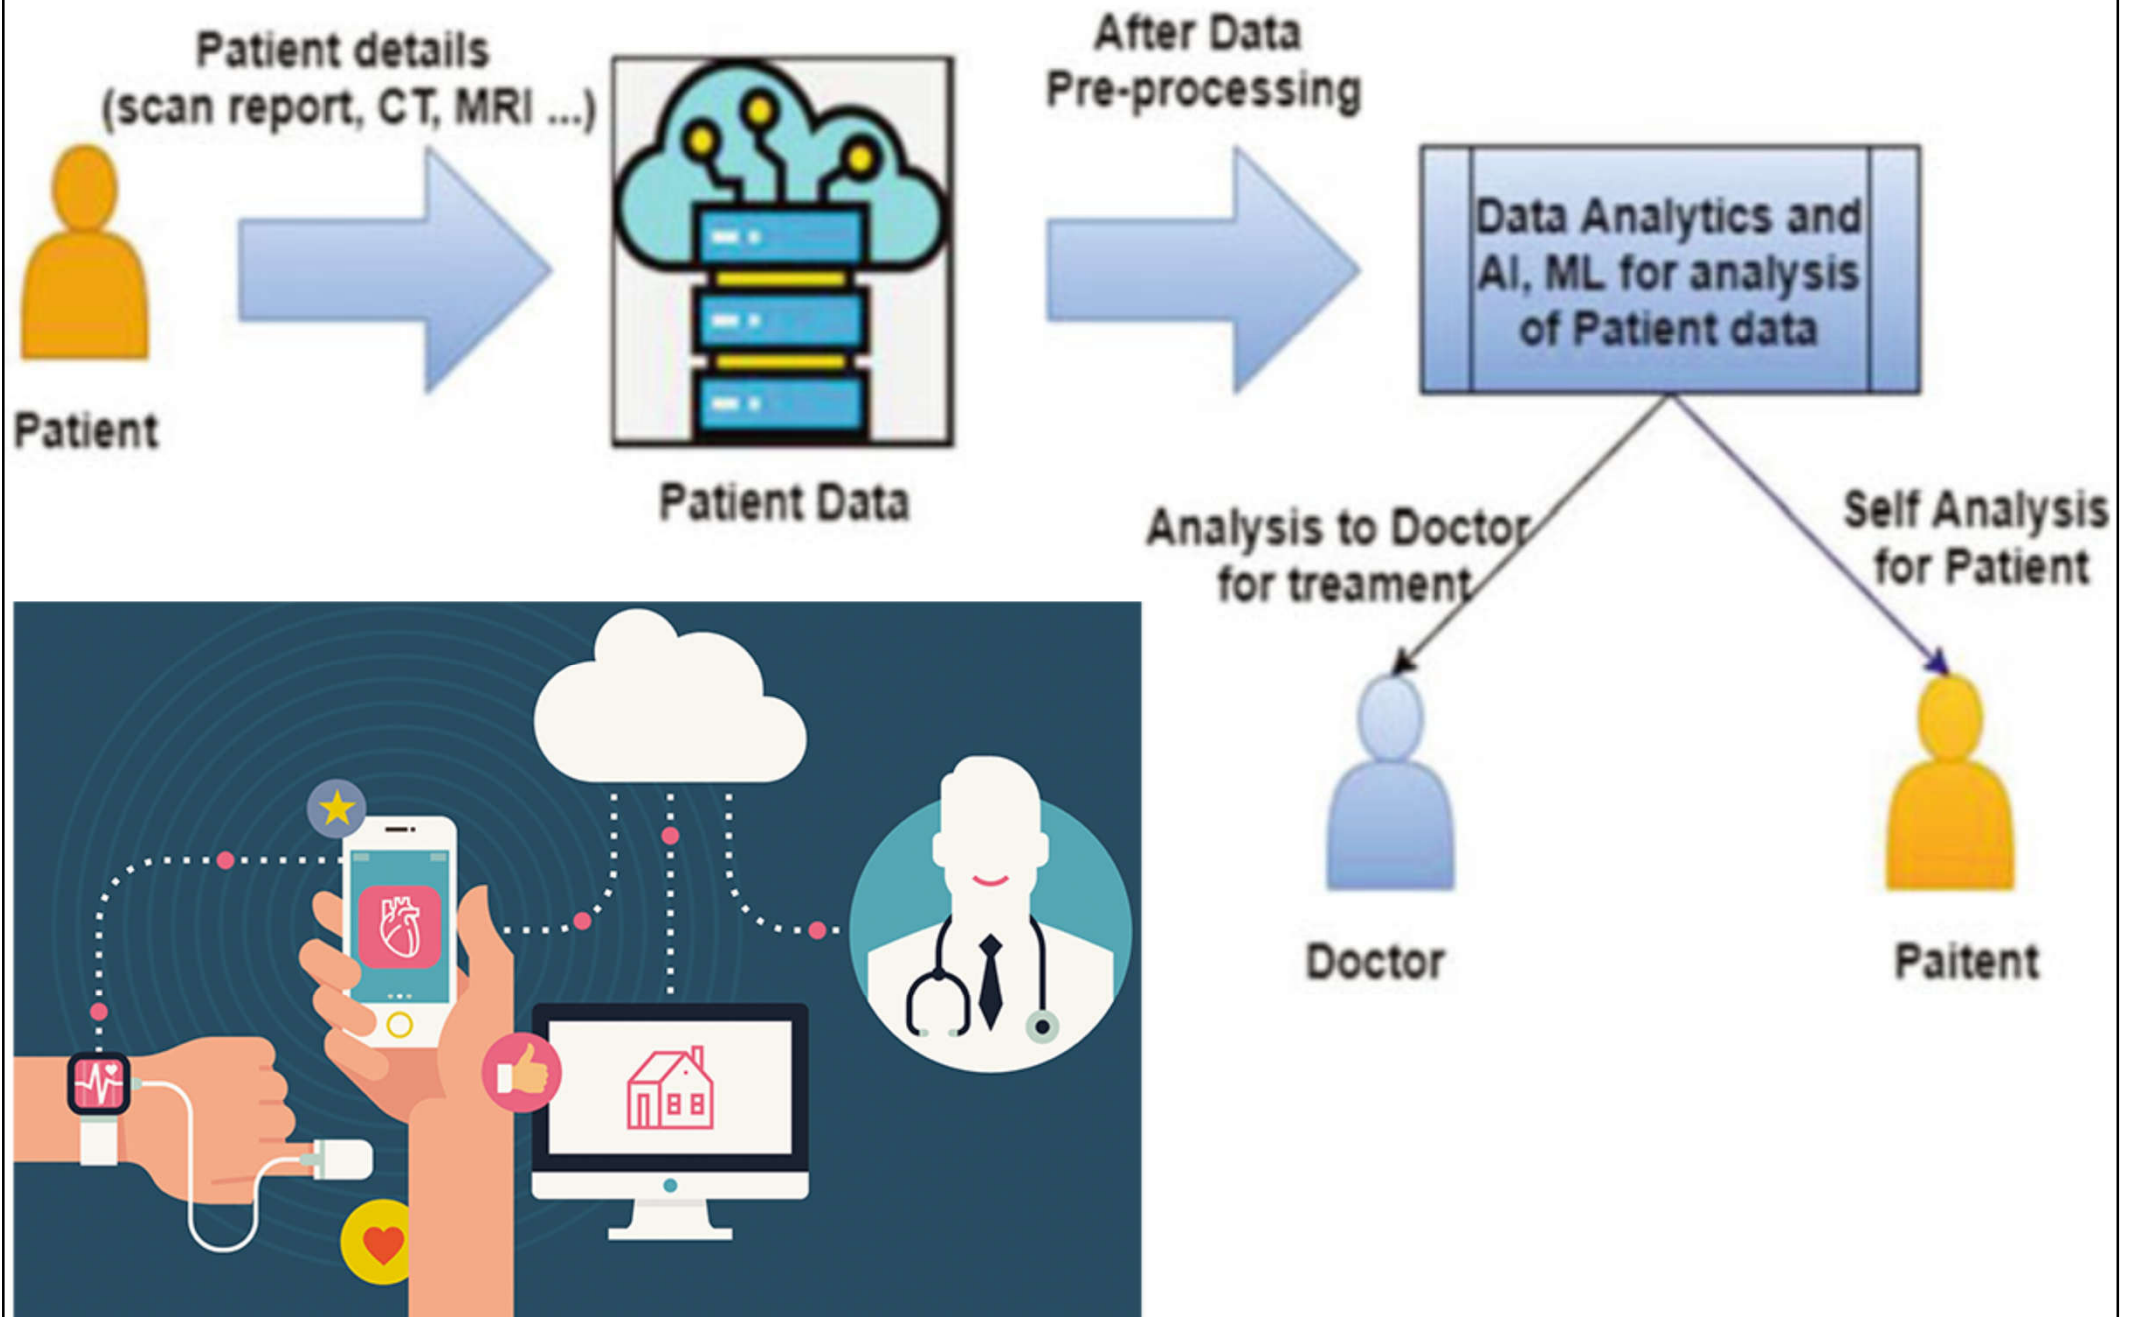 Patient details
(scan report, CT, MRI ...)
Patient
Patient Data
After Data
Pre-processing
Data Analytics and
AI, ML for analysis
of Patient data
Analysis to Doctor
for treament
Self Analysis
for Patient
Doctor
Paitent